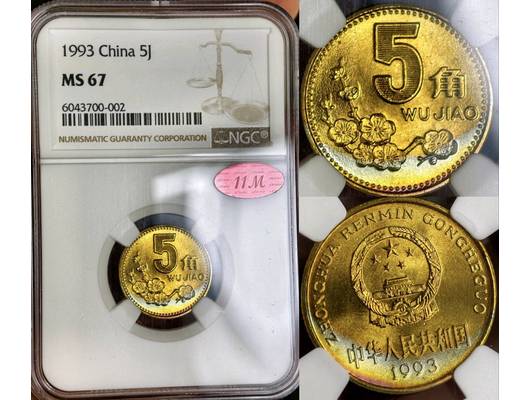 1993 China 5J
MS 67
6043700-002
NUMISMATIC GUARANTY CORPORATION
NGC
11M
5角
WU JIAO
5角
WU JIAO
ZHONGHUA RENMIN GONGHEGUO
中华人民共和国
1993